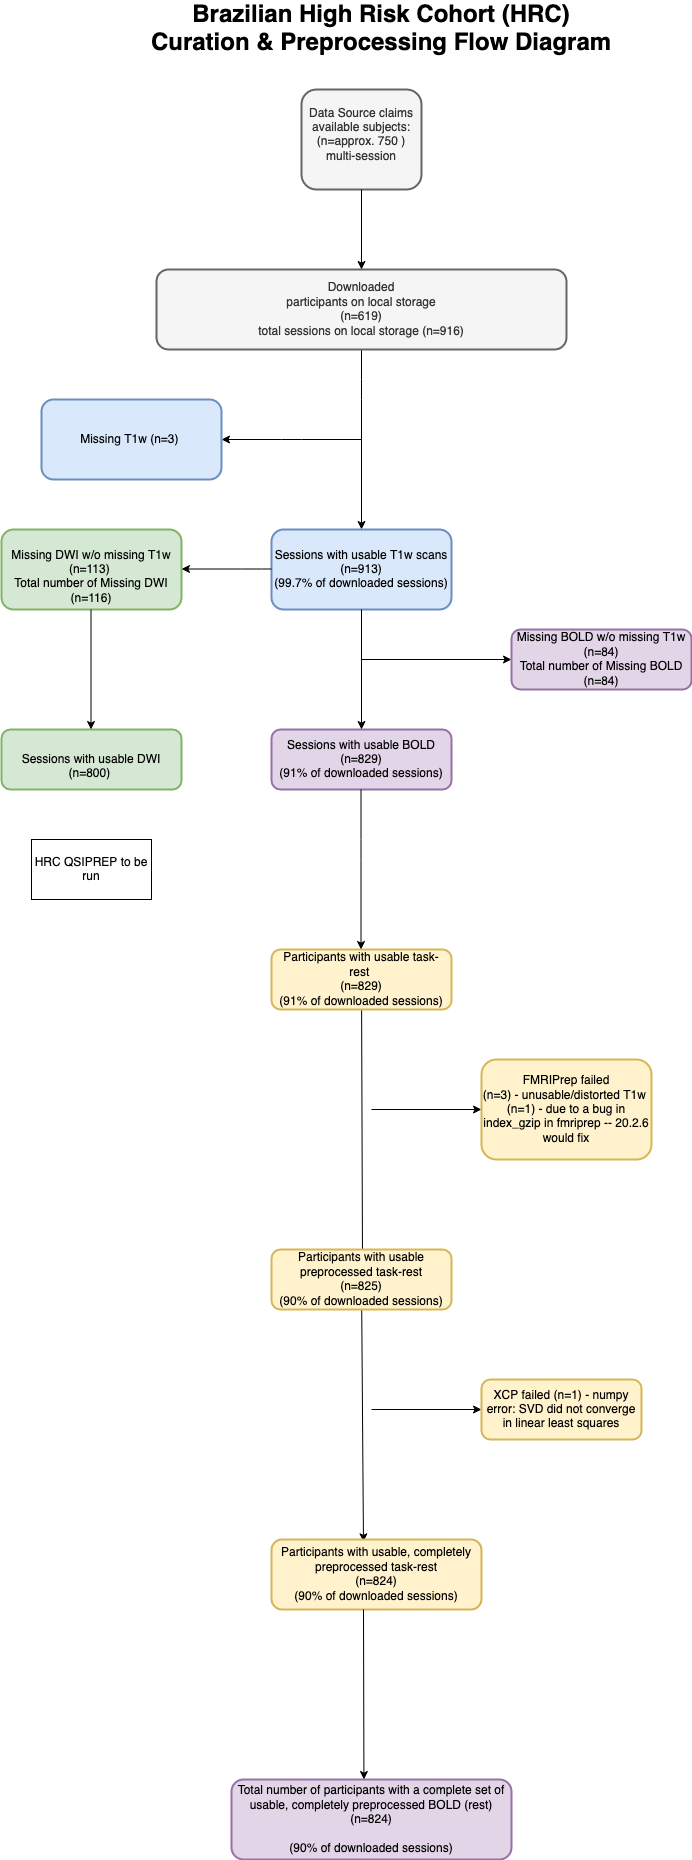 Brazilian High Risk Cohort (HRC)
Curation & Preprocessing Flow Diagram
Data Source claims
available subjects:
(n=approx. 750 )
multi-session
Downloaded
participants on local storage
(n=619)
total sessions on local storage (n=916)
Missing T1w (n=3)
Missing DWI w/o missing T1w
(n=113)
Total number of Missing DWI
(n=116)
Sessions with usable T1w scans
(n=913)
(99.7% of downloaded sessions)
Missing BOLD w/o missing T1w
(n=84)
Total number of Missing BOLD
(n=84)
Sessions with usable DWI
(n=800)
Sessions with usable BOLD
(n=829)
(91% of downloaded sessions)
HRC QSIPREP to be
run
Participants with usable task-
rest
(n=829)
(91% of downloaded sessions)
FMRIPrep failed
(n=3) - unusable/distorted T1w
(n=1) - due to a bug in
index_gzip in fmriprep -- 20.2.6
would fix
Participants with usable
preprocessed task-rest
(n=825)
(90% of downloaded sessions)
XCP failed (n=1) - numpy
error: SVD did not converge
in linear least squares
Participants with usable, completely
preprocessed task-rest
(n=824)
(90% of downloaded sessions)
Total number of participants with a complete set of
usable, completely preprocessed BOLD (rest)
(n=824)
(90% of downloaded sessions)